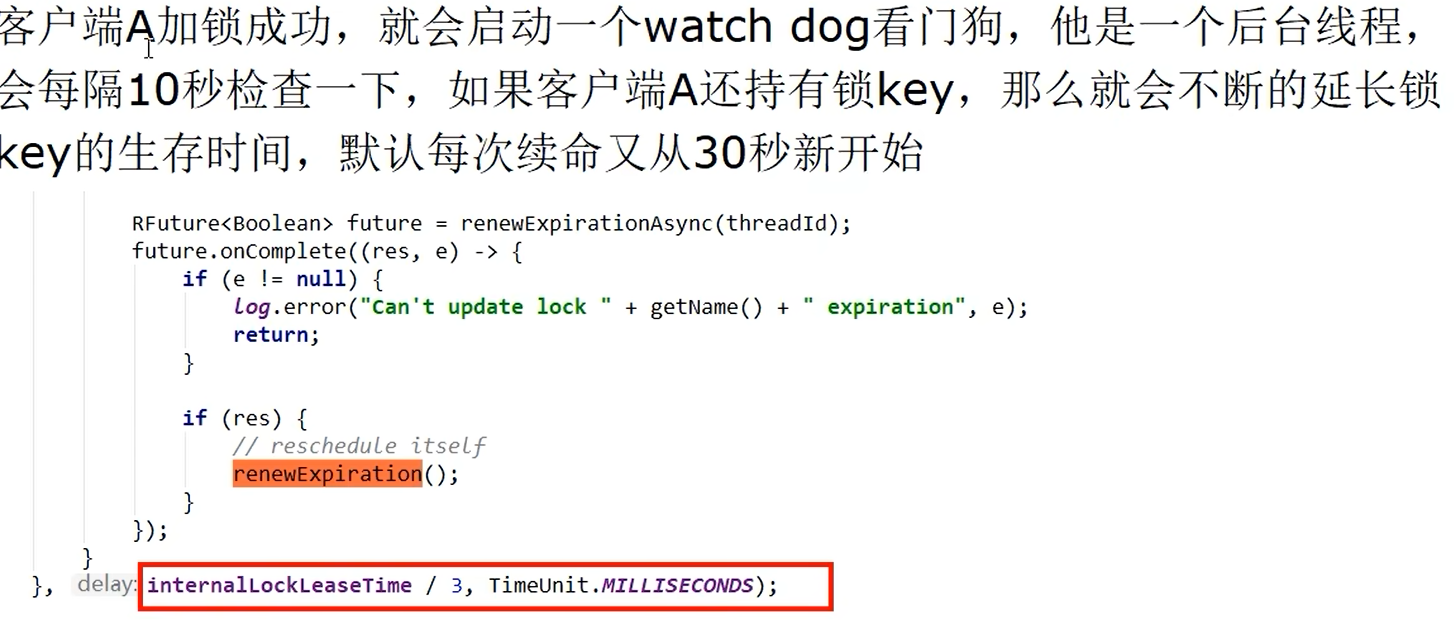 客户端A加锁成功，就会启动一个watch dog看门狗，他是一个后台线程，
会每隔10秒检查一下，如果客户端A还持有锁key，那么就会不断的延长锁
key的生存时间，默认每次续命又从30秒新开始
RFuture<Boolean> future = renewExpirationAsync(threadId);
future.onComplete((res, e) -> {
if (e != null) {
log.error("Can't update lock " + getName() + " expiration", e);
return;
}
if (res) {
// reschedule itself
renewExpiration();
}
});
}
}, delay: internalLockLeaseTime / 3, TimeUnit.MILLISECONDS);